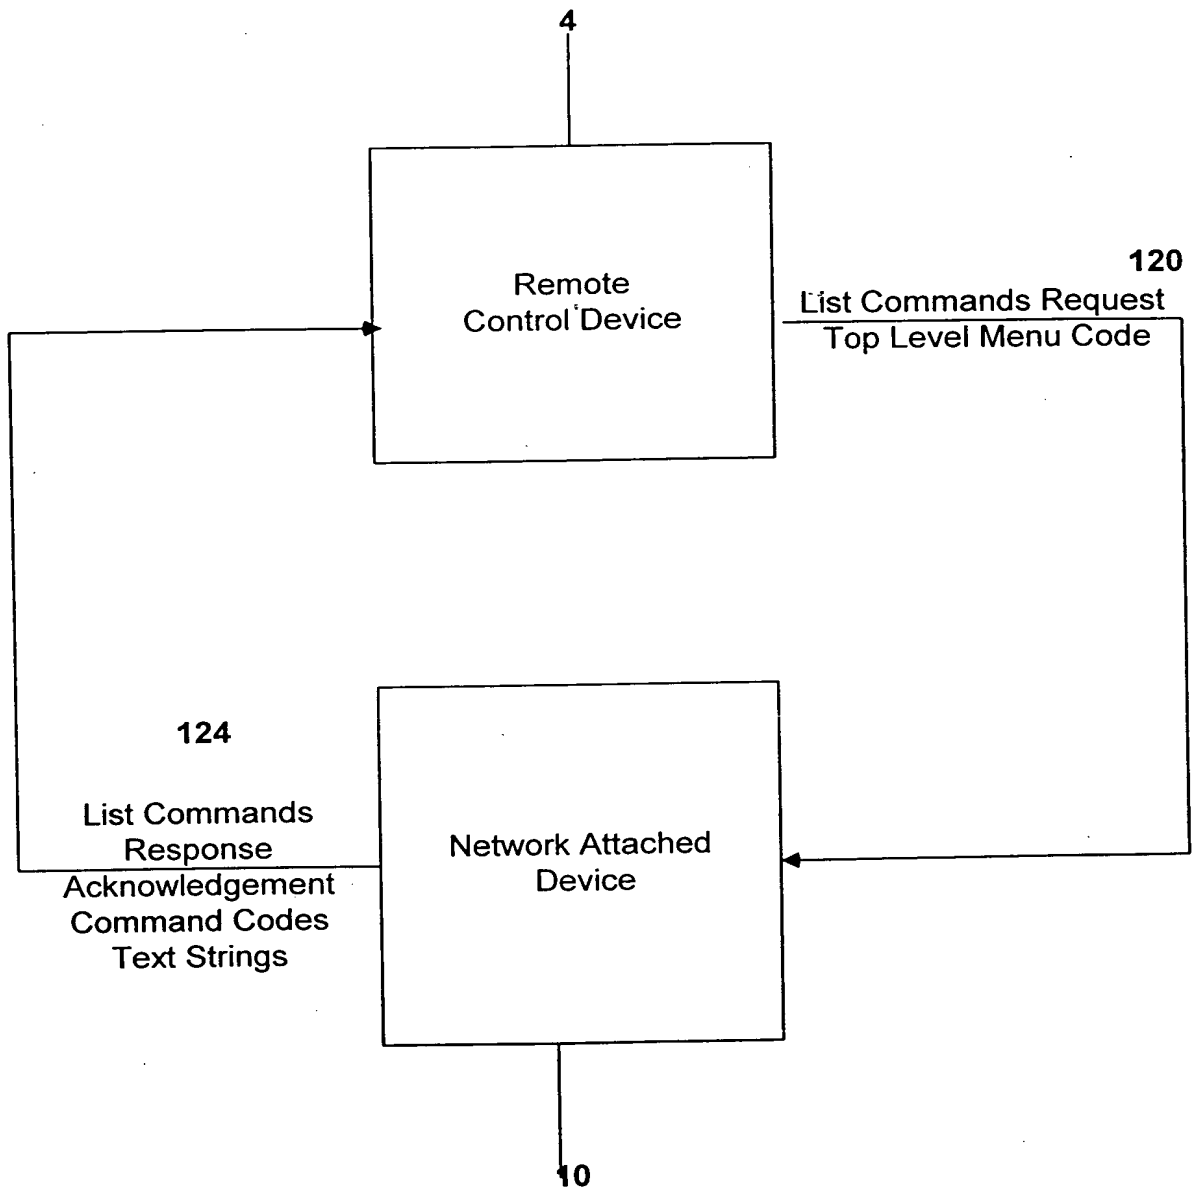 4
Remote
Control Device
120
List Commands Request
Top Level Menu Code
124
List Commands
Response
Acknowledgement
Command Codes
Text Strings
Network Attached
Device
10